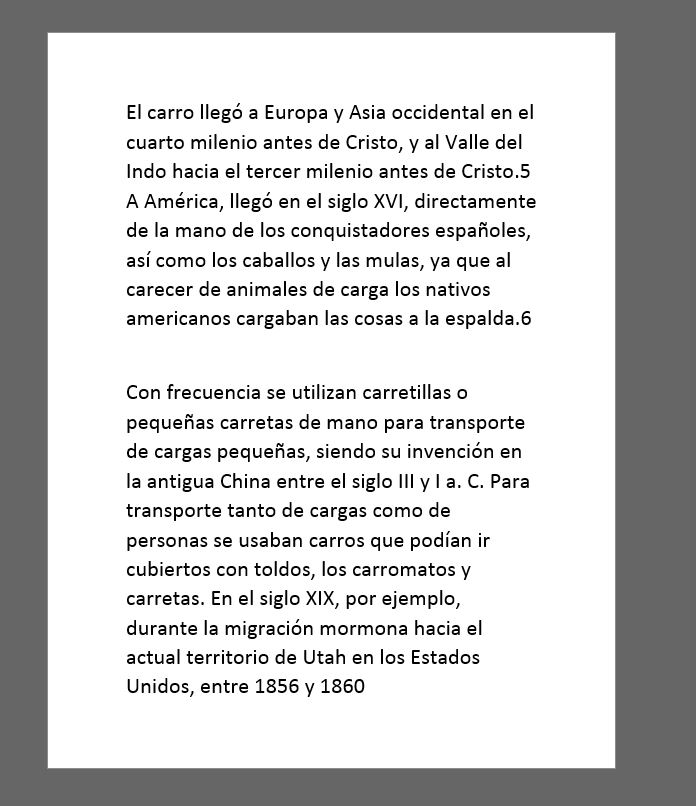 El carro llegó a Europa y Asia occidental en el
cuarto milenio antes de Cristo, y al Valle del
Indo hacia el tercer milenio antes de Cristo.5
A América, llegó en el siglo XVI, directamente
de la mano de los conquistadores españoles,
así como los caballos y las mulas, ya que al
carecer de animales de carga los nativos
americanos cargaban las cosas a la espalda.6
Con frecuencia se utilizan carretillas o
pequeñas carretas de mano para transporte
de cargas pequeñas, siendo su invención en
la antigua China entre el siglo III y I a. C. Para
transporte tanto de cargas como de
personas se usaban carros que podían ir
cubiertos con toldos, los carromatos y
carretas. En el siglo XIX, por ejemplo,
durante la migración mormona hacia el
actual territorio de Utah en los Estados
Unidos, entre 1856 y 1860